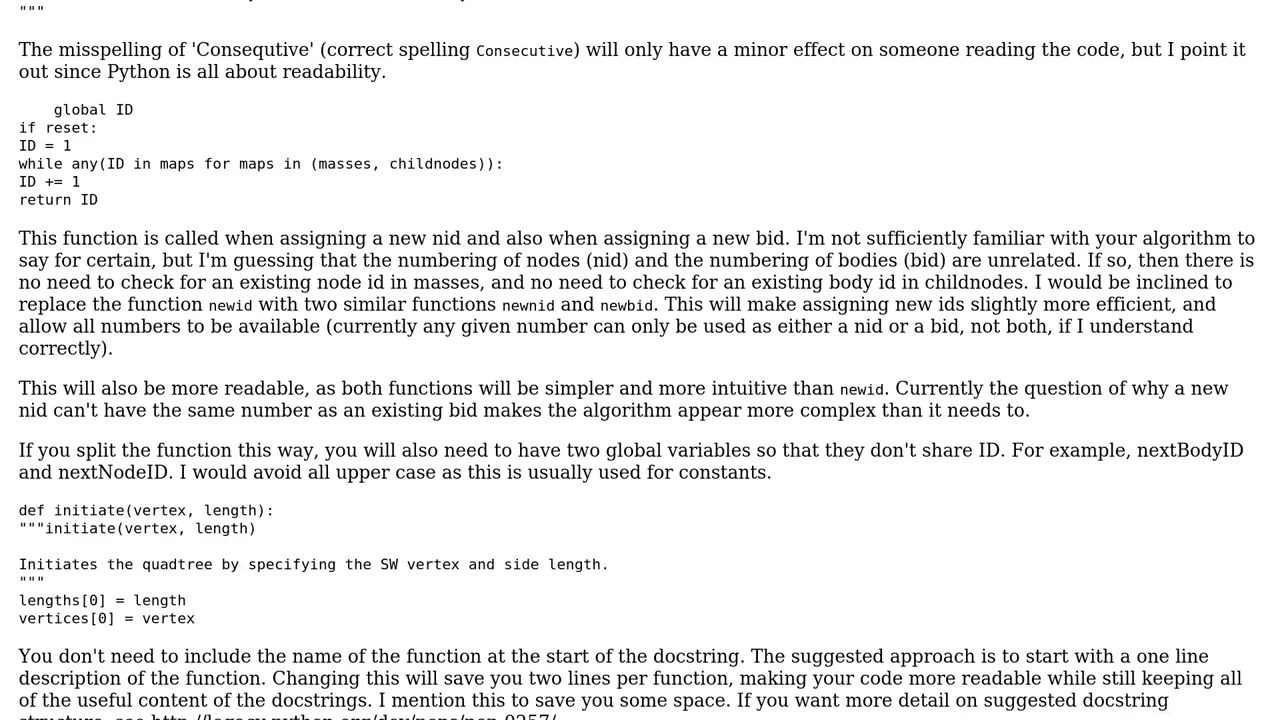 """
The misspelling of 'Consequtive' (correct spelling Consecutive) will only have a minor effect on someone reading the code, but I point it
out since Python is all about readability.
global ID
if reset:
ID = 1
while any(ID in maps for maps in (masses, childnodes)):
ID += 1
return ID
This function is called when assigning a new nid and also when assigning a new bid. I'm not sufficiently familiar with your algorithm to
say for certain, but I'm guessing that the numbering of nodes (nid) and the numbering of bodies (bid) are unrelated. If so, then there is
no need to check for an existing node id in masses, and no need to check for an existing body id in childnodes. I would be inclined to
replace the function newid with two similar functions newnid and newbid. This will make assigning new ids slightly more efficient, and
allow all numbers to be available (currently any given number can only be used as either a nid or a bid, not both, if I understand
correctly).
This will also be more readable, as both functions will be simpler and more intuitive than newid. Currently the question of why a new
nid can't have the same number as an existing bid makes the algorithm appear more complex than it needs to.
If you split the function this way, you will also need to have two global variables so that they don't share ID. For example, nextBodyID
and nextNodeID. I would avoid all upper case as this is usually used for constants.
def initiate(vertex, length):
"""initiate(vertex, length)
Initiates the quadtree by specifying the SW vertex and side length.
"""
lengths[0] = length
vertices[0] = vertex
You don't need to include the name of the function at the start of the docstring. The suggested approach is to start with a one line
description of the function. Changing this will save you two lines per function, making your code more readable while still keeping all
of the useful content of the docstrings. I mention this to save you some space. If you want more detail on suggested docstring
structure, see http://legacy.python.org/dev/peps/pep-0257/